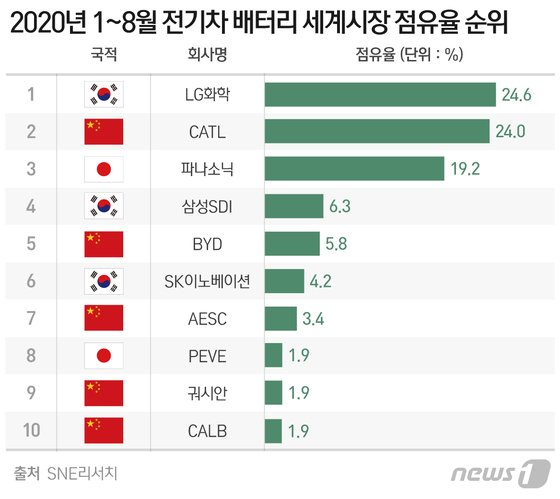 2020년 1~8월 전기차 배터리 세계시장 점유율 순위
국적 회사명 점유율 (단위 : %)
1 LG화학 24.6
2 CATL 24.0
3 파나소닉 19.2
4 삼성SDI 6.3
5 BYD 5.8
6 SK이노베이션 4.2
7 AESC 3.4
8 PEVE 1.9
9 궈시안 1.9
10 CALB 1.9
출처 SNE리서치
news1